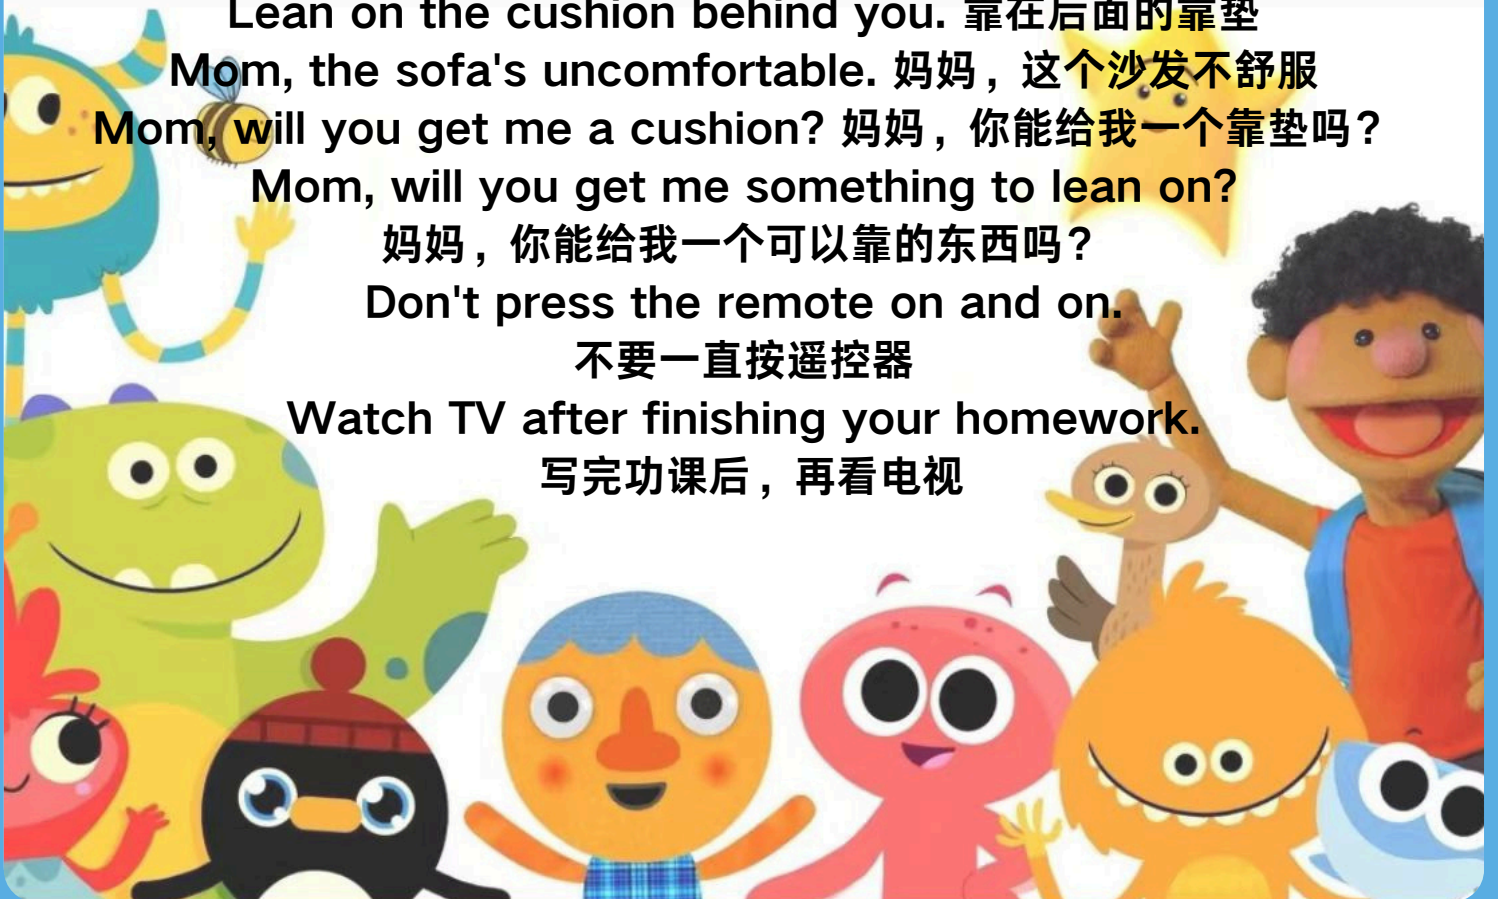 Lean on the cushion behind you. 靠在后面的靠垫
Mom, the sofa's uncomfortable. 妈妈，这个沙发不舒服
Mom, will you get me a cushion? 妈妈，你能给我一个靠垫吗？
Mom, will you get me something to lean on?
妈妈，你能给我一个可以靠的东西吗？
Don't press the remote on and on.
不要一直按遥控器
Watch TV after finishing your homework.
写完功课后，再看电视